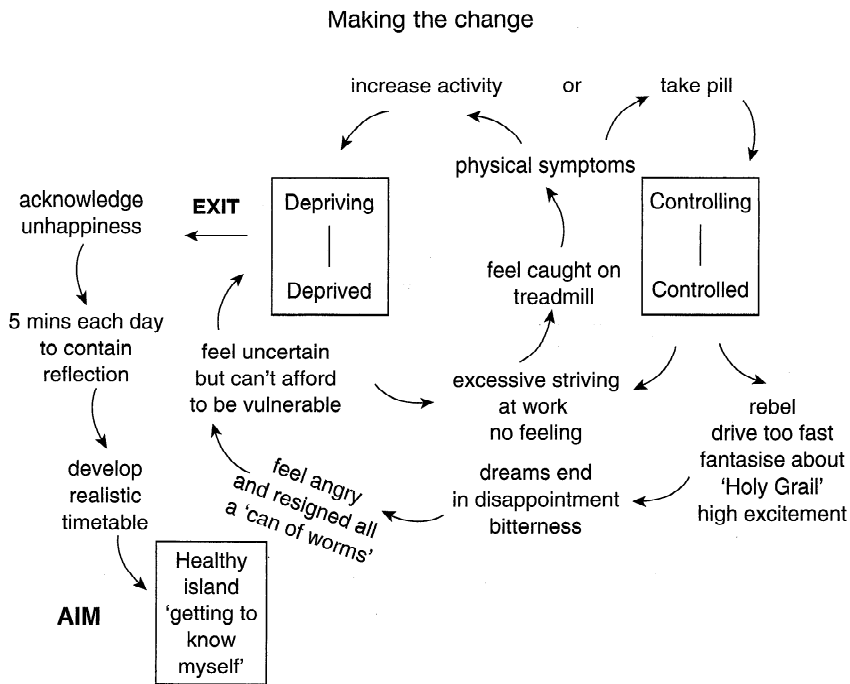 Making the change
increase activity
or
take pill
physical symptoms
acknowledge
unhappiness
EXIT
Depriving
Deprived
Controlling
Controlled
feel caught on
treadmill
5 mins each day
to contain
reflection
feel uncertain
but can't afford
to be vulnerable
excessive striving
at work
no feeling
rebel
drive too fast
fantasise about
‘Holy Grail’
high excitement
dreams end
in disappointment
bitterness
feel angry
and resigned all
a ‘can of worms’
develop
realistic
timetable
AIM
Healthy
island
‘getting to
know
myself’